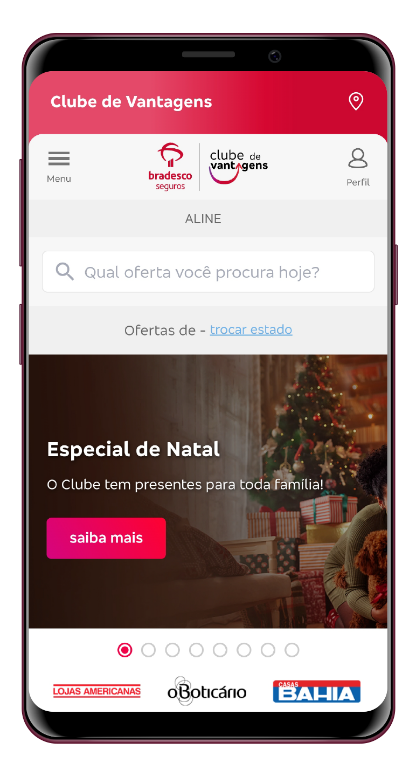 Clube de Vantagens
Menu
bradesco
seguros
clube de
vantagens
Perfil
ALINE
Qual oferta você procura hoje?
Ofertas de - trocar estado
Especial de Natal
O Clube tem presentes para toda família!
saiba mais
LOJAS AMERICANAS
oBoticário
CASAS
BAHIA